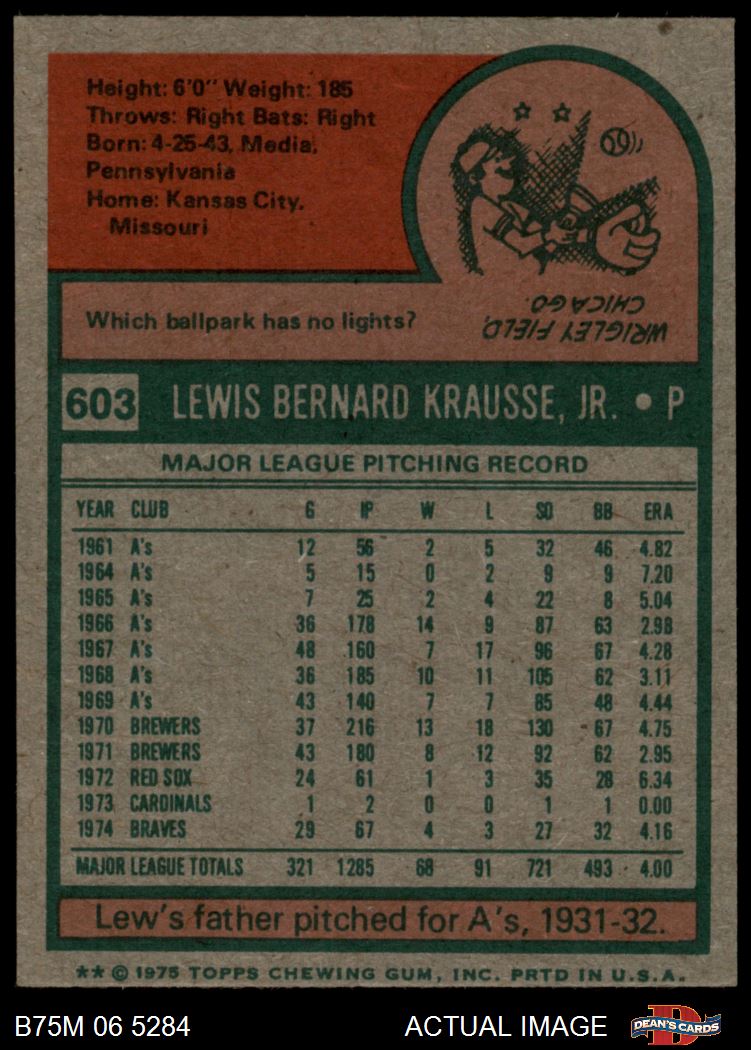 Height: 6'0" Weight: 185
Throws: Right Bats: Right
Born: 4-25-43, Media,
Pennsylvania
Home: Kansas City,
Missouri
Which ballpark has no lights?
WRIGLEY FIELD,
CHICAGO.
603 LEWIS BERNARD KRAUSSE, JR. • P
MAJOR LEAGUE PITCHING RECORD
YEAR CLUB G IP W L SO BB ERA
1961 A's 12 56 2 5 32 46 4.82
1964 A's 5 15 0 2 9 9 7.20
1965 A's 7 25 2 4 22 8 5.04
1966 A's 36 178 14 9 87 63 2.98
1967 A's 48 160 7 17 96 67 4.28
1968 A's 36 185 10 11 105 62 3.11
1969 A's 43 140 7 7 85 48 4.44
1970 BREWERS 37 216 13 18 130 67 4.75
1971 BREWERS 43 180 8 12 92 62 2.95
1972 RED SOX 24 61 1 3 35 28 6.34
1973 CARDINALS 1 2 0 0 1 1 0.00
1974 BRAVES 29 67 4 3 27 32 4.16
MAJOR LEAGUE TOTALS 321 1285 68 91 721 493 4.00
Lew's father pitched for A's, 1931-32.
** © 1975 TOPPS CHEWING GUM, INC. PRTD IN U.S.A.
B75M 06 5284 ACTUAL IMAGE DEAN'S CARDS